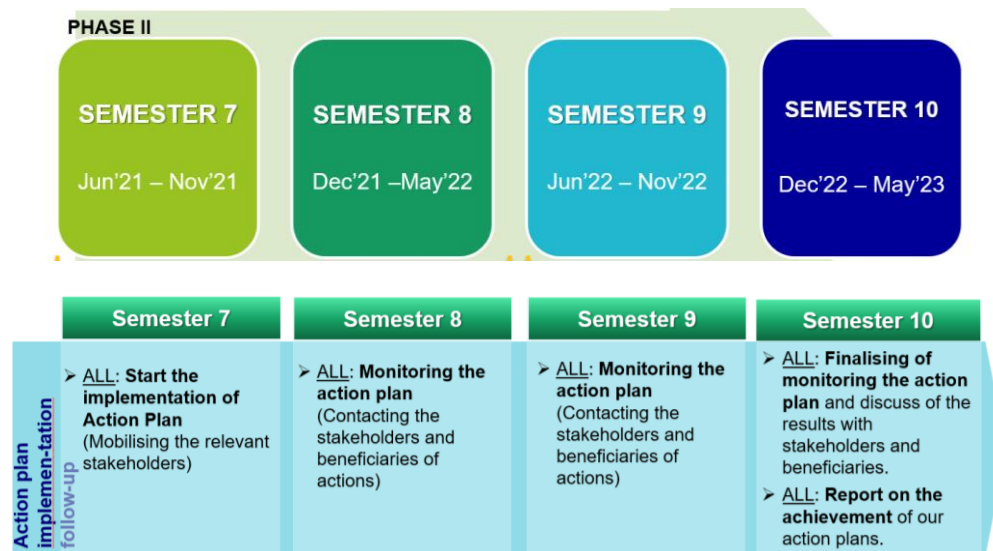 PHASE II
SEMESTER 7
Jun’21 – Nov’21
SEMESTER 8
Dec’21 –May’22
SEMESTER 9
Jun’22 – Nov’22
SEMESTER 10
Dec’22 – May’23
Action plan
implemen-tation
follow-up
Semester 7
➢ ALL: Start the
implementation of
Action Plan
(Mobilising the relevant
stakeholders)
Semester 8
➢ ALL: Monitoring the
action plan
(Contacting the
stakeholders and
beneficiaries of
actions)
Semester 9
➢ ALL: Monitoring the
action plan
(Contacting the
stakeholders and
beneficiaries of
actions)
Semester 10
➢ ALL: Finalising of
monitoring the action
plan and discuss of the
results with
stakeholders and
beneficiaries.
➢ ALL: Report on the
achievement of our
action plans.